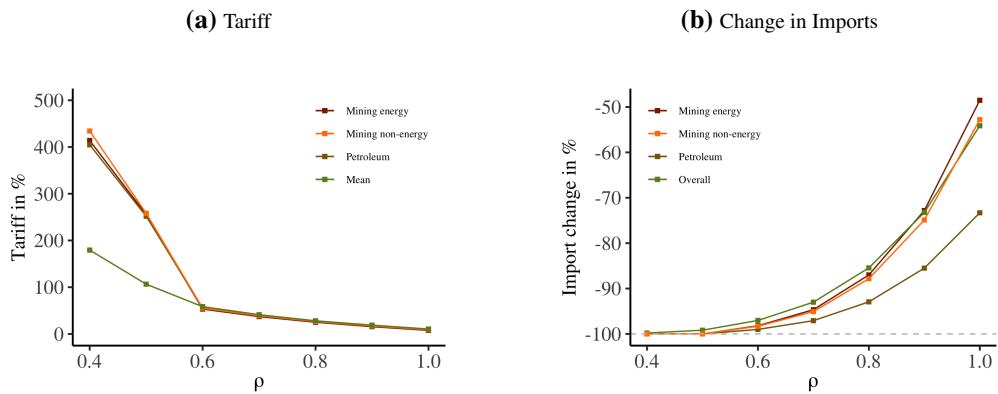 (a) Tariff
500
400
300
200
100
0
Tariff in %
0.4
0.6
0.8
1.0
ρ
Mining energy
Mining non-energy
Petroleum
Mean
(b) Change in Imports
-50
-60
-70
-80
-90
-100
Import change in %
0.4
0.6
0.8
1.0
ρ
Mining energy
Mining non-energy
Petroleum
Overall